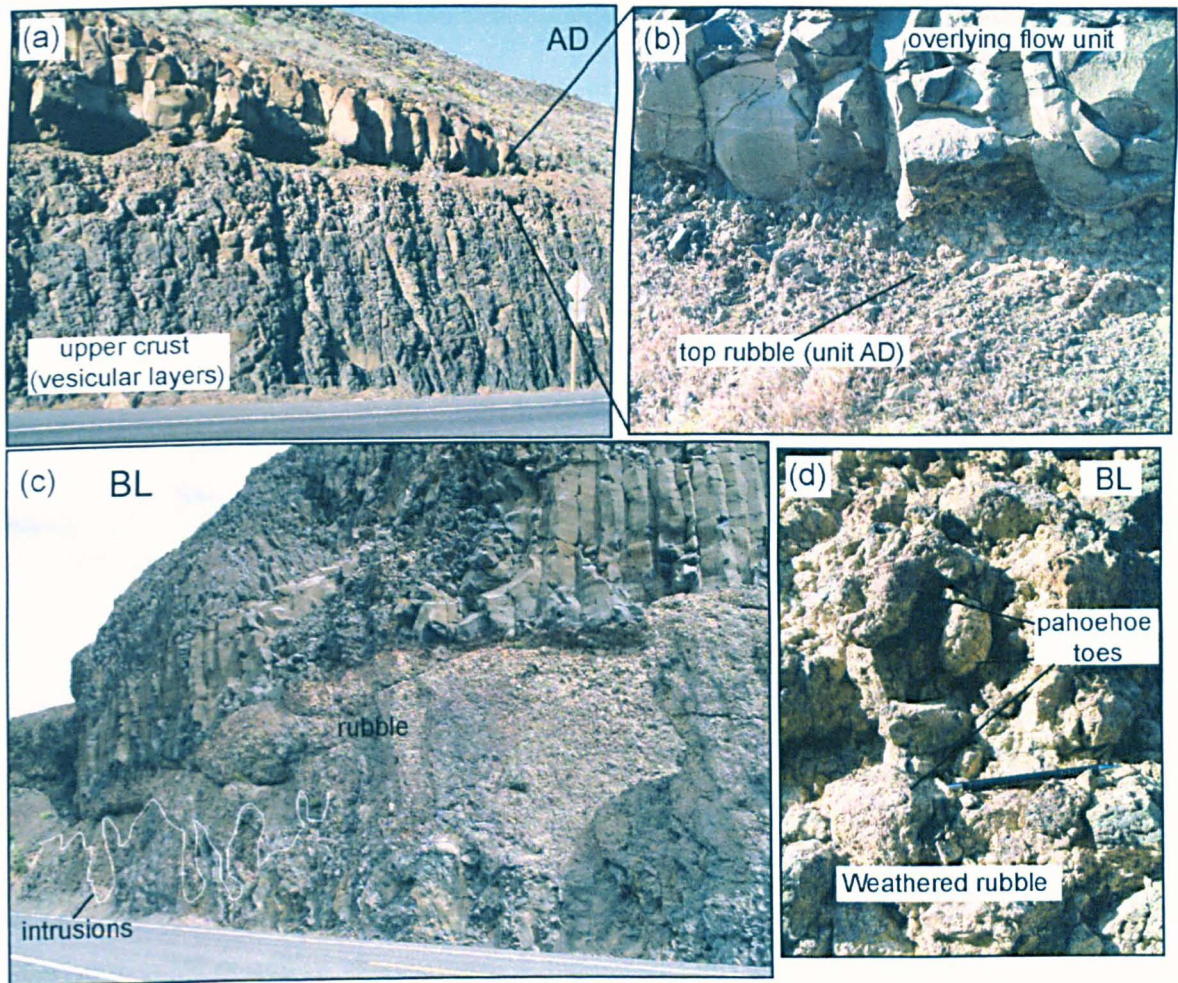 (a)
AD
upper crust
(vesicular layers)
(b)
overlying flow unit
top rubble (unit AD)
(c)
BL
rubble
intrusions
(d)
BL
pahoehoe
toes
Weathered rubble